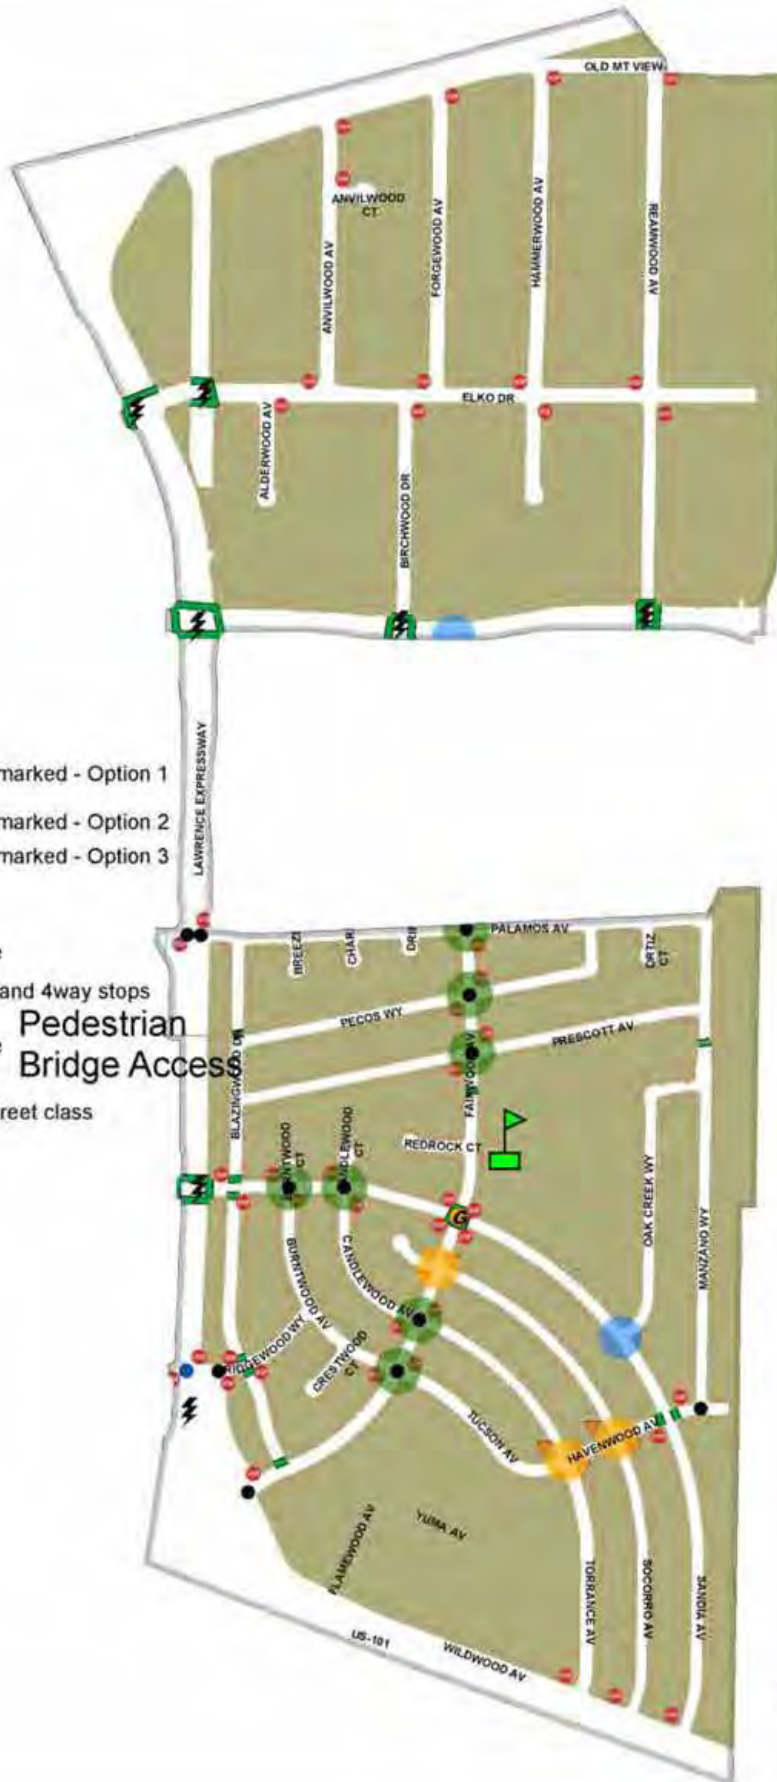 OLD MT VIEW
ANVILWOOD
CT
ANVILWOOD AV
FORGEWOOD AV
HAMMERWOOD AV
REAMWOOD AV
ELKO DR
ALDERWOOD AV
BIRCHWOOD DR
LAWRENCE EXPRESSWAY
marked - Option 1
marked - Option 2
marked - Option 3
and 4way stops
Pedestrian
Bridge Access
reet class
BREEZ
CHAR
PALAMOS AV
CT
PECOS WY
PRESCOTT AV
BLAZINGWOOD DR
REDROCK CT
CT
NDLEWOOD
CT
G
OAK CREEK WY
MANZANO WY
BURNTWOOD AV
CANDLEWOOD AV
CRESTWOOD
CT
TUCSON AV
HAVENWOOD AV
YUMA AV
FLAMEWOOD AV
TORRANCE AV
SOCORRO AV
SANDIA AV
US-101
WILDWOOD AV